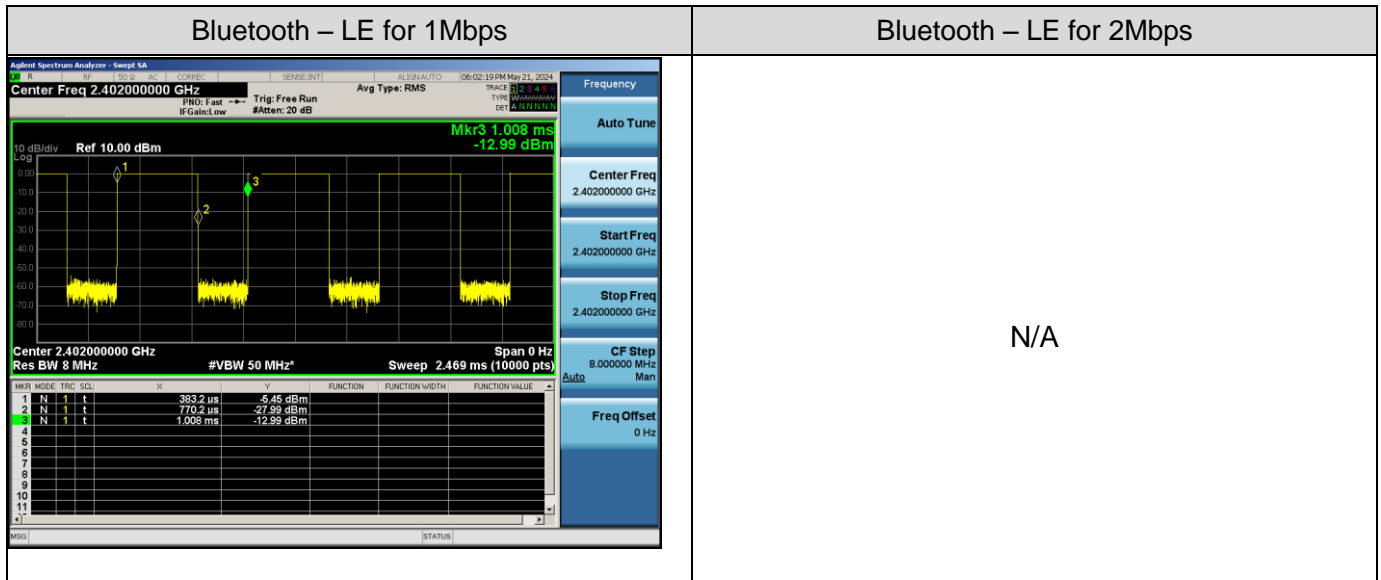 Bluetooth – LE for 1Mbps
Bluetooth – LE for 2Mbps
Agilent Spectrum Analyzer - Swept SA
R RF 50 Ω AC CORREC SENSE:INT ALIGNAUTO 06:02:19 PM May 21, 2024
Center Freq 2.402000000 GHz
PNO: Fast
IFGain:Low
Trig: Free Run
#Atten: 20 dB
Avg Type: RMS
TRACE 1 2 3 4 5 6
TYPE
DET A N N N N N
Mkr3 1.008 ms
-12.99 dBm
10 dB/div Ref 10.00 dBm
Log
0.00
-10.0
-20.0
-30.0
-40.0
-50.0
-60.0
-70.0
-80.0
1
2
3
Center 2.402000000 GHz Span 0 Hz
Res BW 8 MHz #VBW 50 MHz* Sweep 2.469 ms (10000 pts)
MKR MODE TRC SCL X Y FUNCTION FUNCTION WIDTH FUNCTION VALUE
1 N 1 t 383.2 µs -5.45 dBm
2 N 1 t 770.2 µs -27.99 dBm
3 N 1 t 1.008 ms -12.99 dBm
4
5
6
7
8
9
10
11
MSG STATUS
Frequency
Auto Tune
Center Freq
2.402000000 GHz
Start Freq
2.402000000 GHz
Stop Freq
2.402000000 GHz
CF Step
8.000000 MHz
Auto Man
Freq Offset
0 Hz
N/A